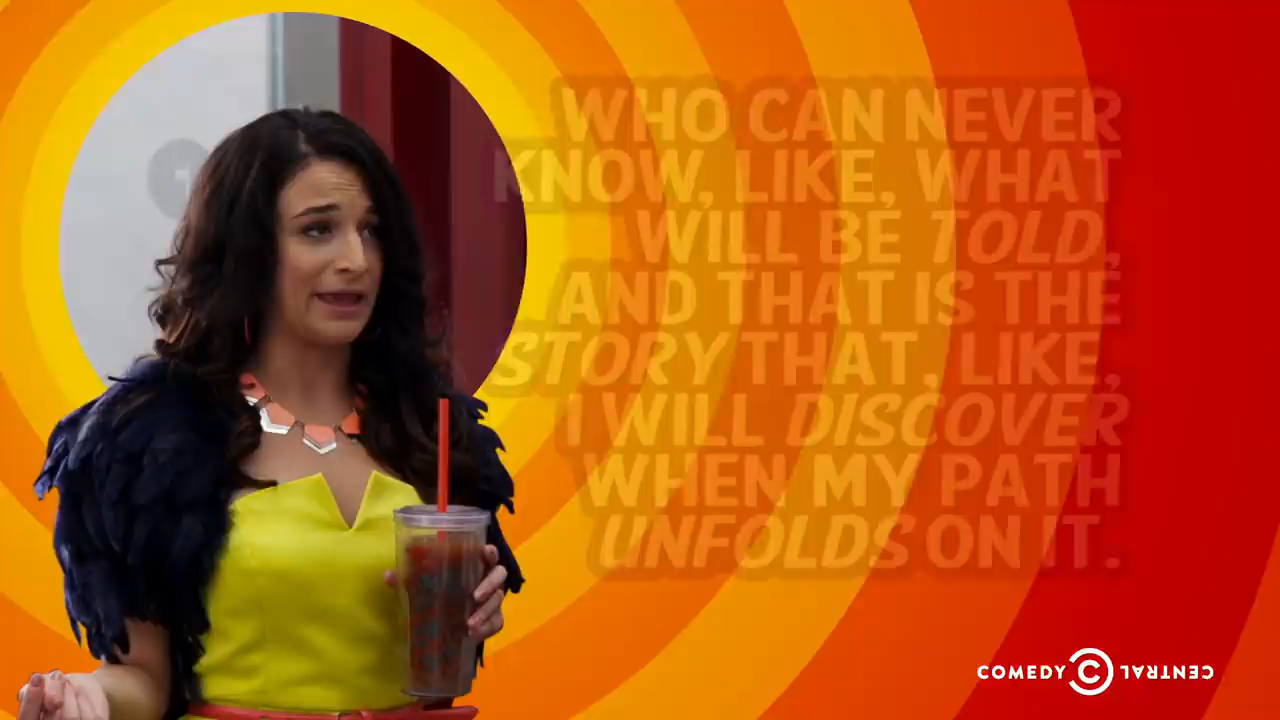 WHO CAN NEVER
KNOW, LIKE, WHAT
WILL BE TOLD.
AND THAT IS THE
STORY THAT, LIKE,
I WILL DISCOVER
WHEN MY PATH
UNFOLDS ON IT.
COMEDY C CENTRAL